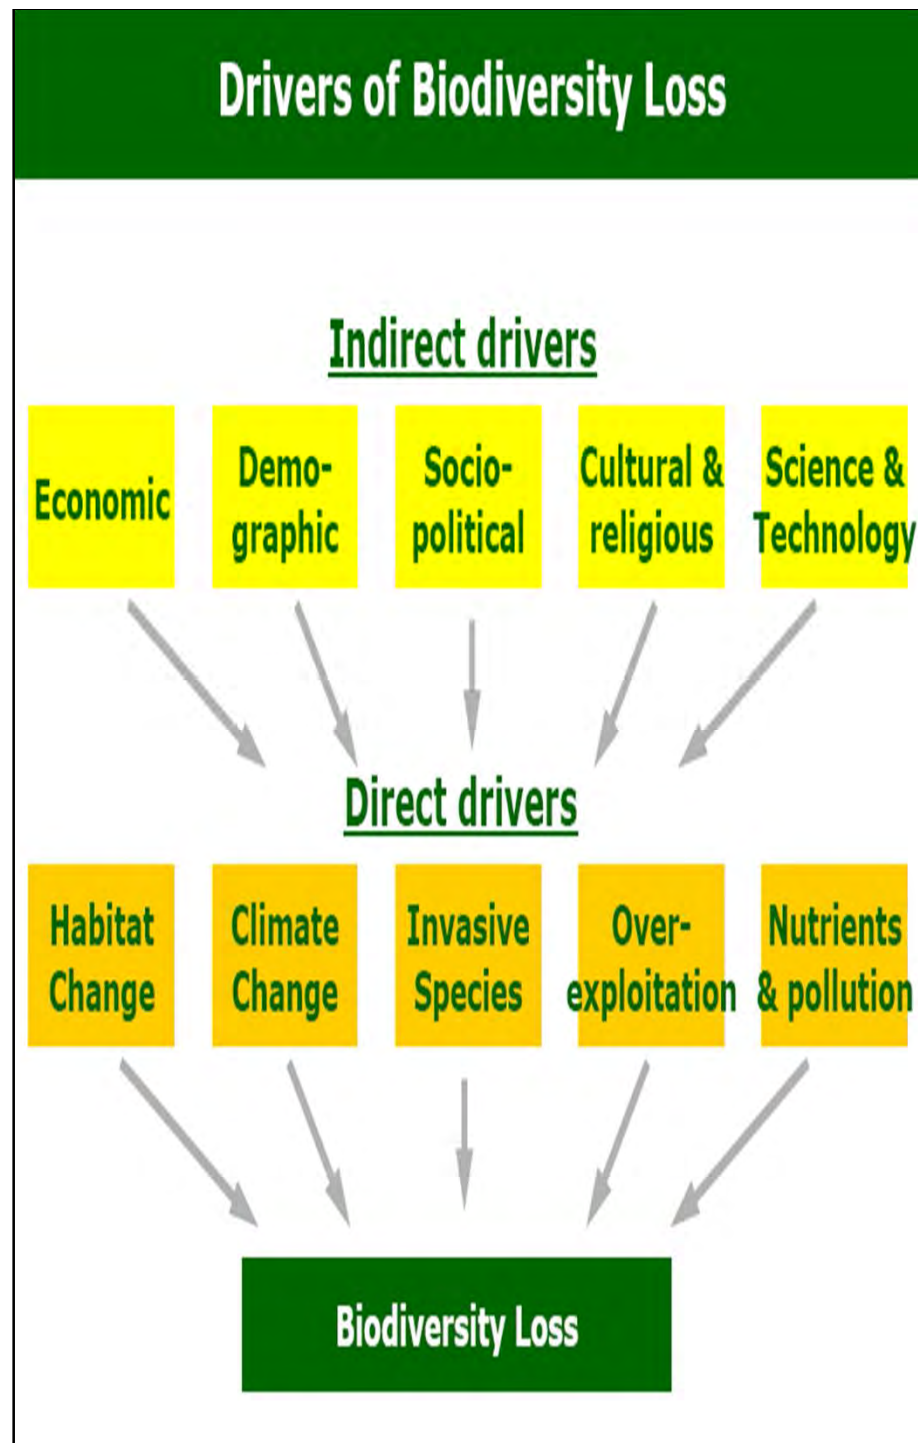 Drivers of Biodiversity Loss
Indirect drivers
Economic
Demo-
graphic
Socio-
political
Cultural &
religious
Science &
Technology
Direct drivers
Habitat
Change
Climate
Change
Invasive
Species
Over-
exploitation
Nutrients
& pollution
Biodiversity Loss